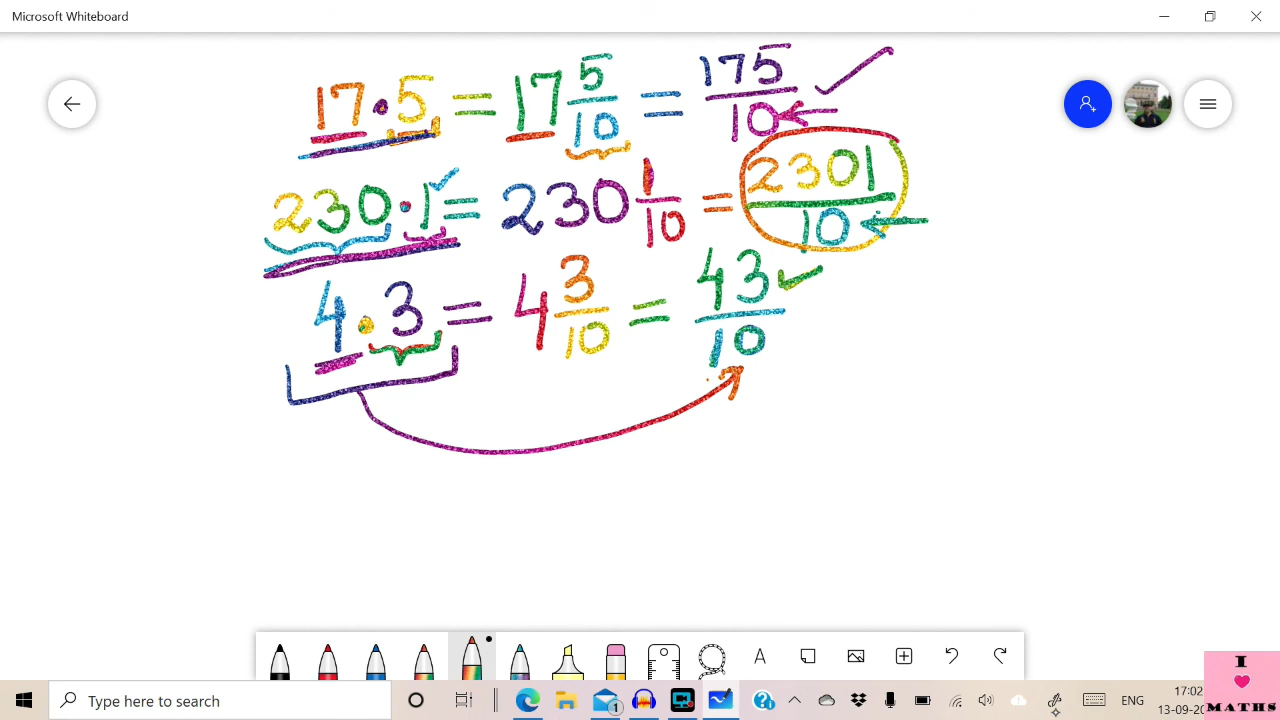 Microsoft Whiteboard
17.5 = 17 5/10 = 175/10
230.1 = 230 1/10 = 2301/10
4.3 = 4 3/10 = 43/10
A
Type here to search
1
ENG
17:02
13-09-20
I
MATHS